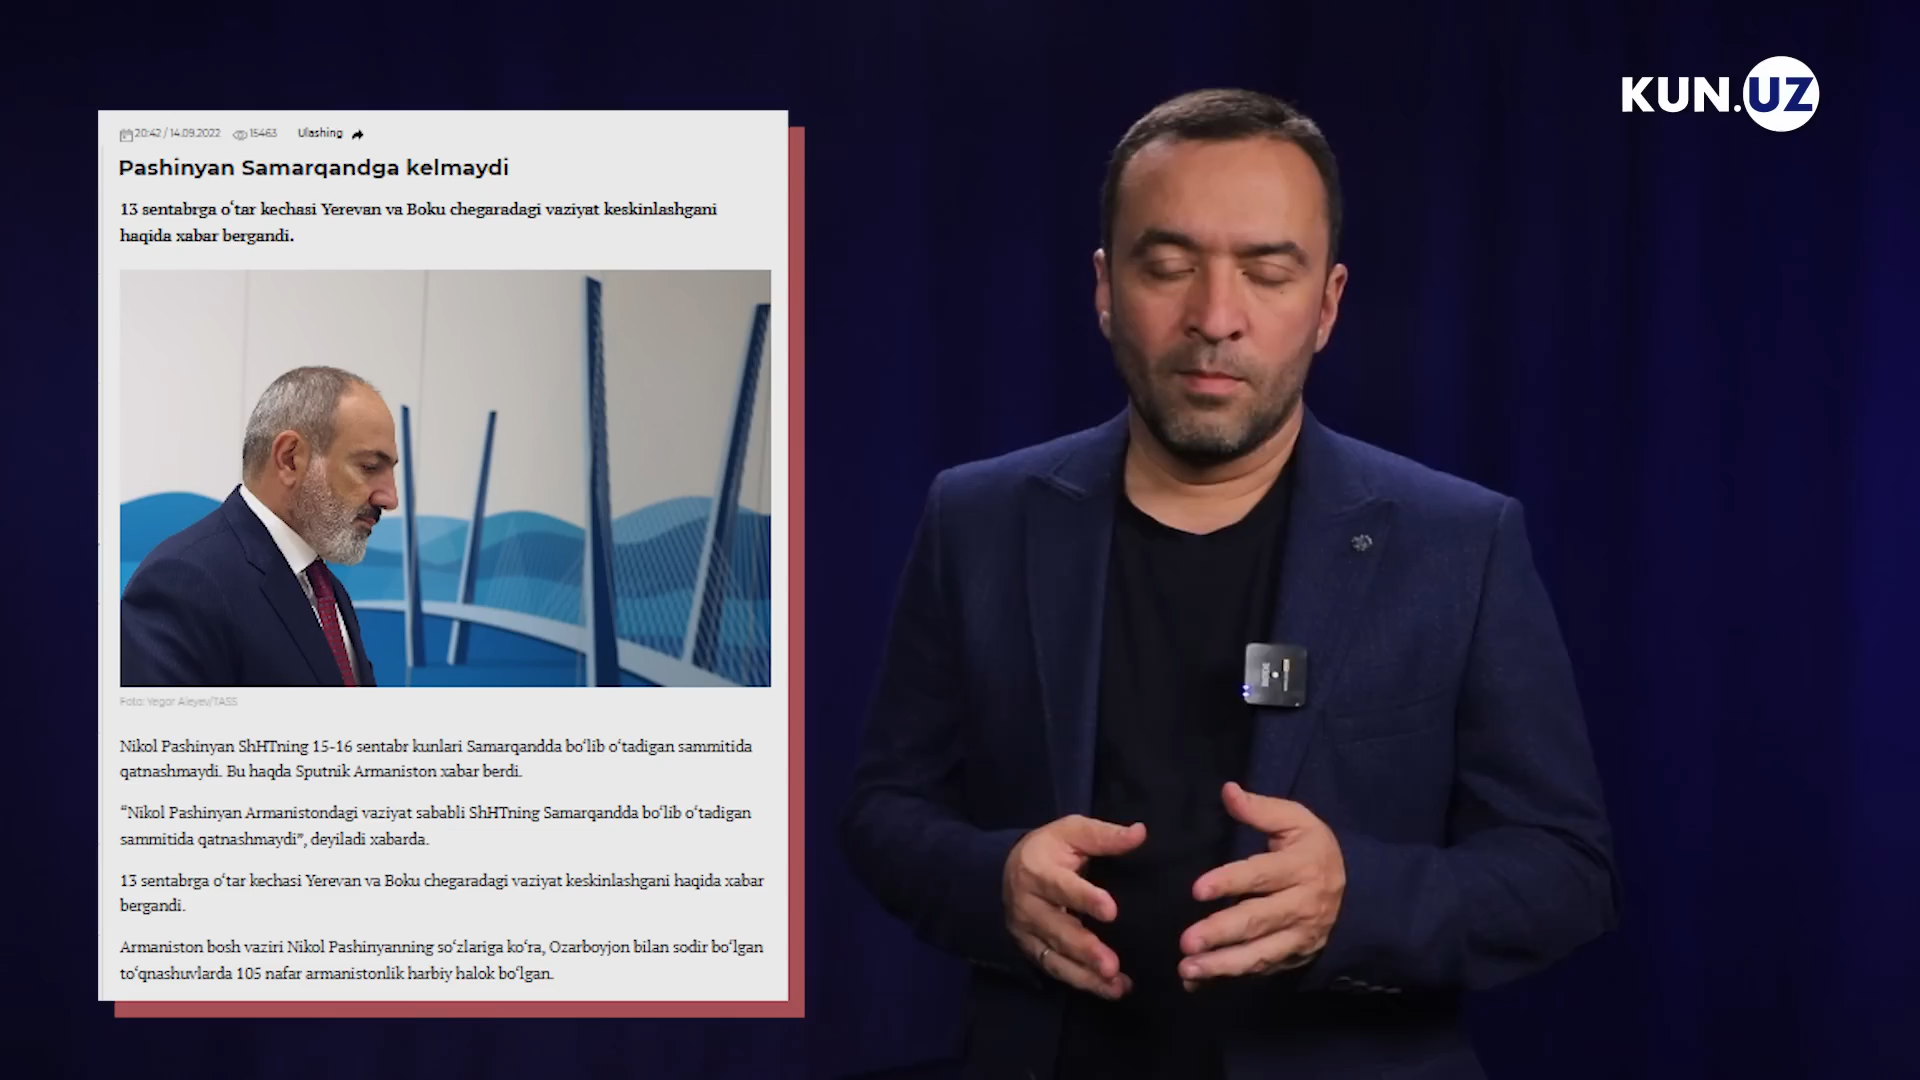 KUN.UZ
20:42 / 14.09.2022 15463 Ulashing
Pashinyan Samarqandga kelmaydi
13 sentabrga o‘tar kechasi Yerevan va Boku chegaradagi vaziyat keskinlashgani
haqida xabar bergandi.
Foto: Yegor Aleyev/TASS
Nikol Pashinyan ShHTning 15-16 sentabr kunlari Samarqandda bo‘lib o‘tadigan sammitida
qatnashmaydi. Bu haqda Sputnik Armaniston xabar berdi.
“Nikol Pashinyan Armanistondagi vaziyat sababli ShHTning Samarqandda bo‘lib o‘tadigan
sammitida qatnashmaydi”, deyiladi xabarda.
13 sentabrga o‘tar kechasi Yerevan va Boku chegaradagi vaziyat keskinlashgani haqida xabar
bergandi.
Armaniston bosh vaziri Nikol Pashinyanning so‘zlariga ko‘ra, Ozarboyjon bilan sodir bo‘lgan
to‘qnashuvlarda 105 nafar armanistonlik harbiy halok bo‘lgan.